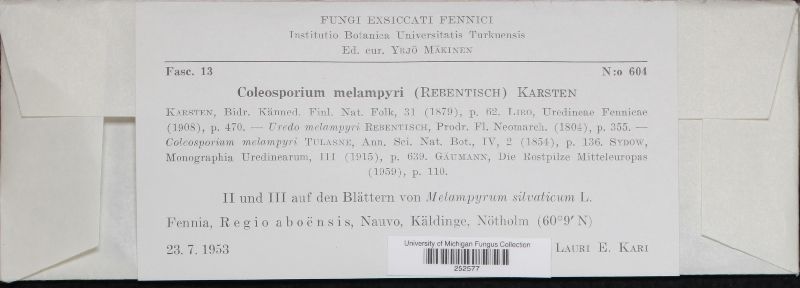 FUNGI EXSICCATI FENNICI
Institutio Botanica Universitatis Turkuensis
Ed. cur. YRJÖ MÄKINEN
Fasc. 13 N:o 604
Coleosporium melampyri (REBENTISCH) KARSTEN
KARSTEN, Bidr. Känned. Finl. Nat. Folk, 31 (1879), p. 62. LIRO, Uredineae Fennicae
(1908), p. 470. — Uredo melampyri REBENTISCH, Prodr. Fl. Neomarch. (1804), p. 355. —
Coleosporium melampyri TULASNE, Ann. Sci. Nat. Bot., IV, 2 (1854), p. 136. SYDOW,
Monographia Uredinearum, III (1915), p. 639. GÄUMANN, Die Rostpilze Mitteleuropas
(1959), p. 110.
II und III auf den Blättern von Melampyrum silvaticum L.
Fennia, Regio aboënsis, Nauvo, Käldinge, Nötholm (60°9′ N)
23. 7. 1953 LAURI E. KARI
University of Michigan Fungus Collection
252577